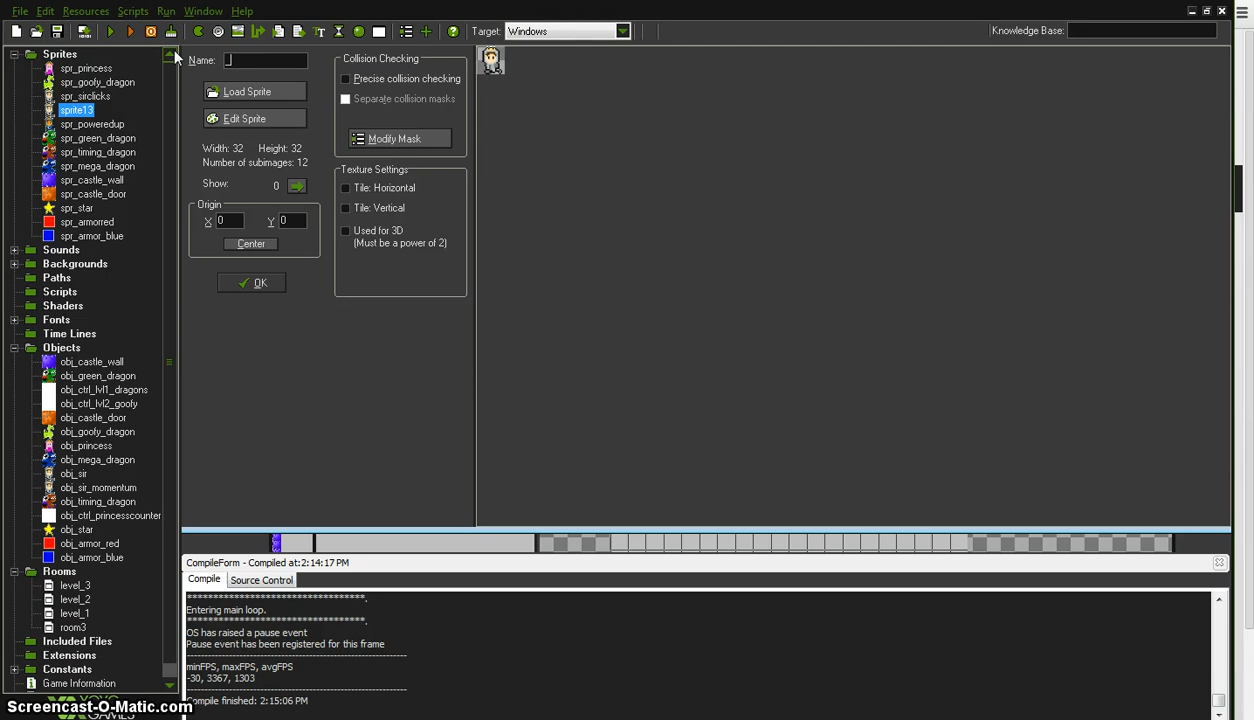 File Edit Resources Scripts Run Window Help
Target: Windows Knowledge Base:
Sprites
spr_princess
spr_goofy_dragon
spr_sirclicks
sprite13
spr_poweredup
spr_green_dragon
spr_timing_dragon
spr_mega_dragon
spr_castle_wall
spr_castle_door
spr_star
spr_armorred
spr_armor_blue
Sounds
Backgrounds
Paths
Scripts
Shaders
Fonts
Time Lines
Objects
obj_castle_wall
obj_green_dragon
obj_ctrl_lvl1_dragons
obj_ctrl_lvl2_goofy
obj_castle_door
obj_goofy_dragon
obj_princess
obj_mega_dragon
obj_sir
obj_sir_momentum
obj_timing_dragon
obj_ctrl_princesscounter
obj_star
obj_armor_red
obj_armor_blue
Rooms
level_3
level_2
level_1
room3
Included Files
Extensions
Constants
Game Information
Name:
Load Sprite
Edit Sprite
Width: 32 Height: 32
Number of subimages: 12
Show: 0
Origin
X 0 Y 0
Center
OK
Collision Checking
Precise collision checking
Separate collision masks
Modify Mask
Texture Settings
Tile: Horizontal
Tile: Vertical
Used for 3D
(Must be a power of 2)
CompileForm - Compiled at:2:14:17 PM
Compile Source Control
***********************************.
Entering main loop.
***********************************.
OS has raised a pause event
Pause event has been registered for this frame
minFPS, maxFPS, avgFPS
-30, 3367, 1303
Compile finished: 2:15:06 PM
Screencast-O-Matic.com